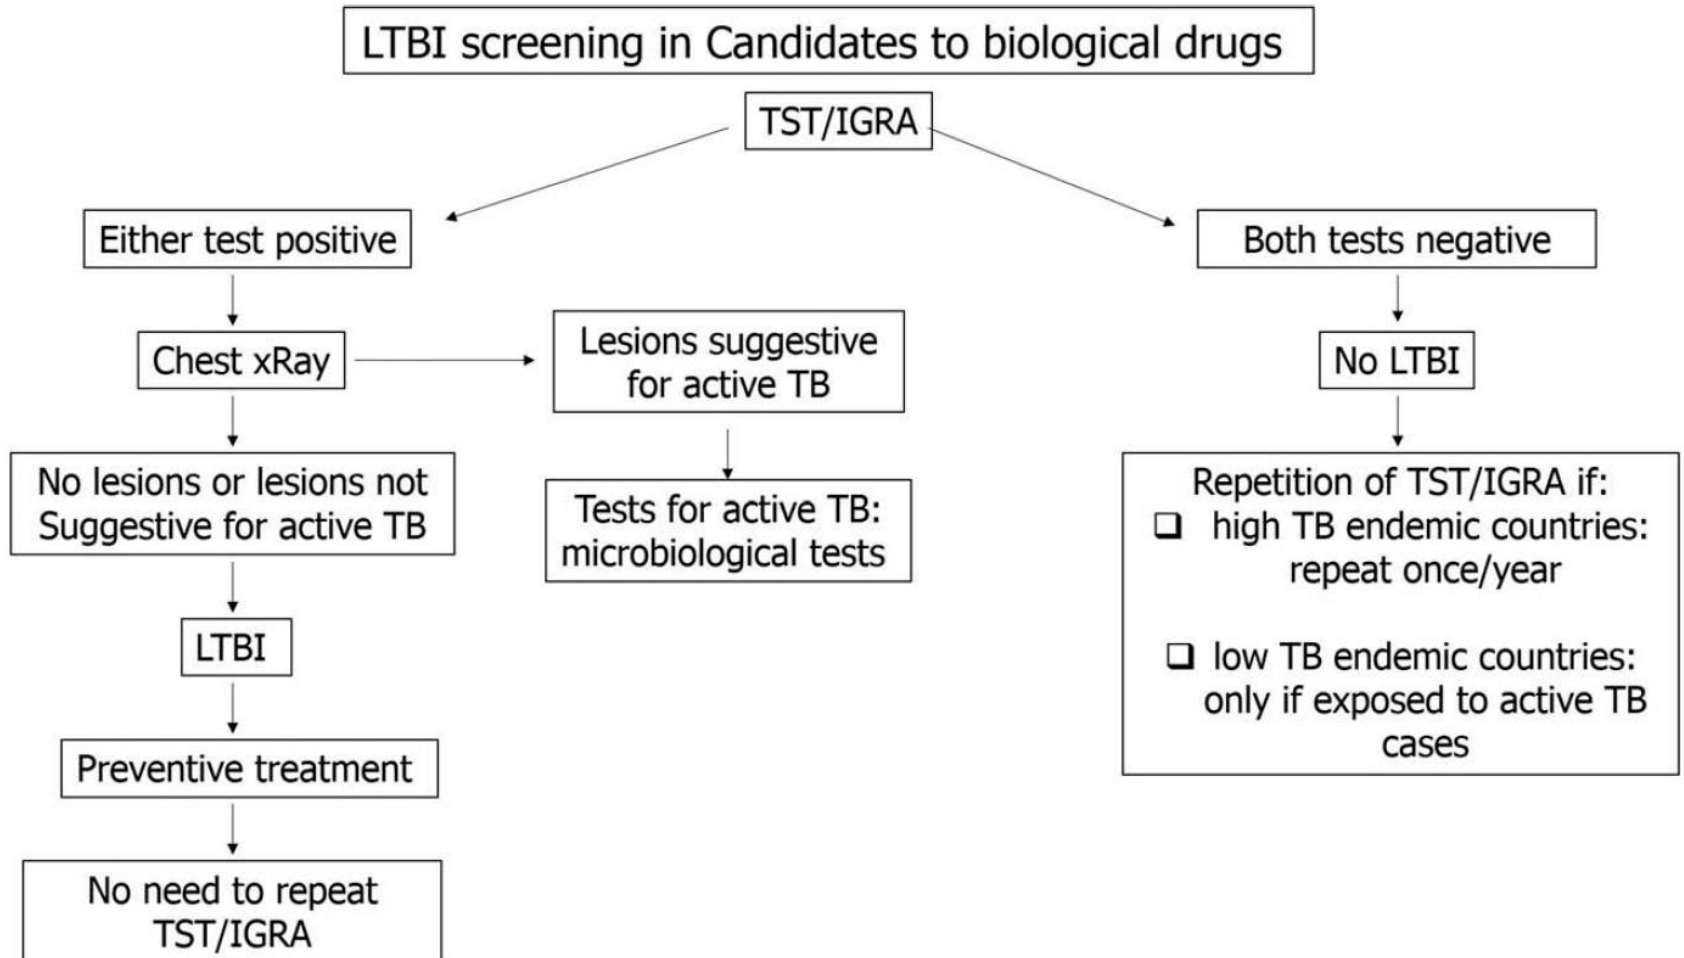 LTBI screening in Candidates to biological drugs
TST/IGRA
Either test positive
Both tests negative
Chest xRay
Lesions suggestive
for active TB
No LTBI
No lesions or lesions not
Suggestive for active TB
Tests for active TB:
microbiological tests
Repetition of TST/IGRA if:
❑ high TB endemic countries:
repeat once/year
❑ low TB endemic countries:
only if exposed to active TB
cases
LTBI
Preventive treatment
No need to repeat
TST/IGRA